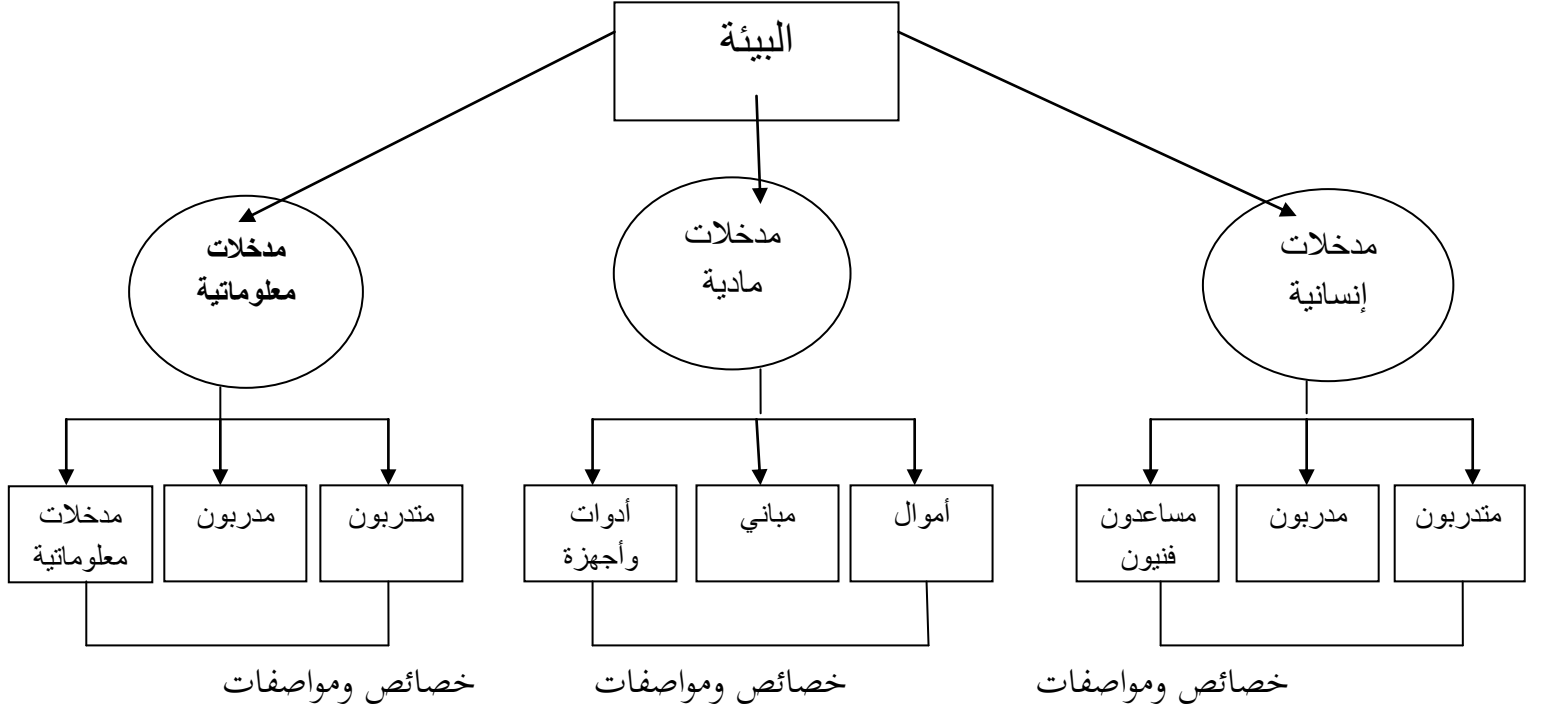 البيئة
مدخلات
إنسانية
مدخلات
مادية
مدخلات
معلوماتية
متدربون
مدربون
مساعدون
فنيون
أموال
مباني
أدوات
وأجهزة
متدربون
مدربون
مدخلات
معلوماتية
خصائص ومواصفات
خصائص ومواصفات
خصائص ومواصفات